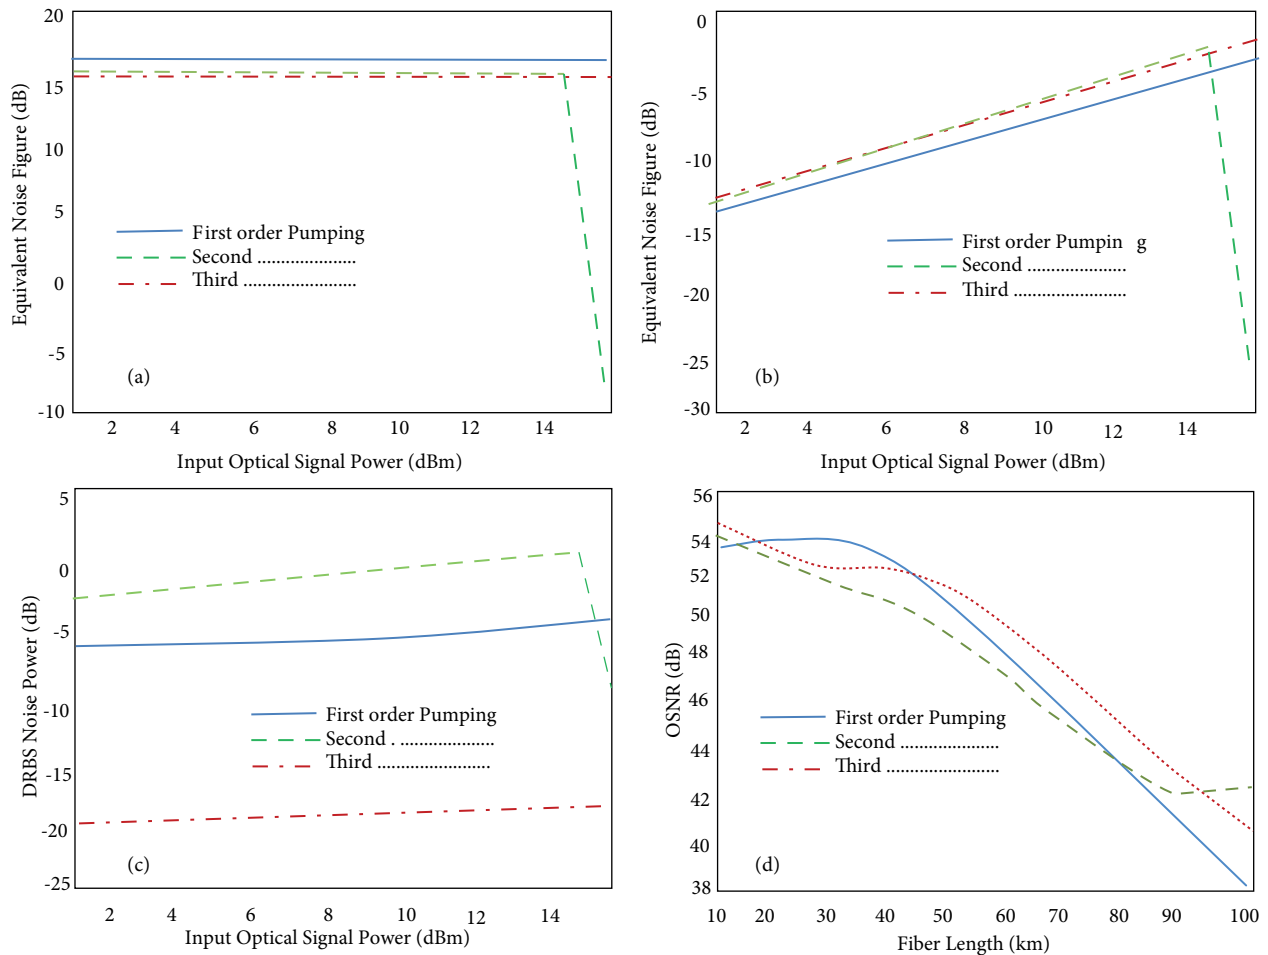 20
15
10
5
0
-5
-10
Equivalent Noise Figure (dB)
First order Pumping
Second .....................
Third ........................
(a)
2 4 6 8 10 12 14
Input Optical Signal Power (dBm)
0
-5
-10
-15
-20
-25
-30
Equivalent Noise Figure (dB)
First order Pumpin g
Second .....................
Third ........................
(b)
2 4 6 8 10 12 14
Input Optical Signal Power (dBm)
5
0
-5
-10
-15
-20
-25
DRBS Noise Power (dB)
First order Pumping
Second . ....................
Third ........................
(c)
2 4 6 8 10 12 14
Input Optical Signal Power (dBm)
56
54
52
50
48
46
44
42
40
38
OSNR (dB)
First order Pumping
Second .....................
Third ........................
(d)
10 20 30 40 50 60 70 80 90 100
Fiber Length (km)